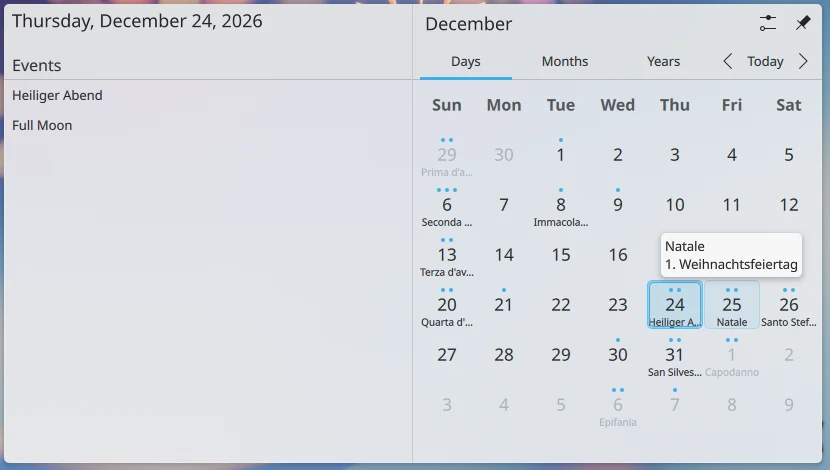 Thursday, December 24, 2026
Events
Heiliger Abend
Full Moon
December
Days Months Years Today
Sun Mon Tue Wed Thu Fri Sat
29 30 1 2 3 4 5
Prima d'a...
6 7 8 9 10 11 12
Seconda ... Immacola...
13 14 15 16
Terza d'av...
Natale
1. Weihnachtsfeiertag
20 21 22 23 24 25 26
Quarta d'... Heiliger A... Natale Santo Stef...
27 28 29 30 31 1 2
San Silves... Capodanno
3 4 5 6 7 8 9
Epifania